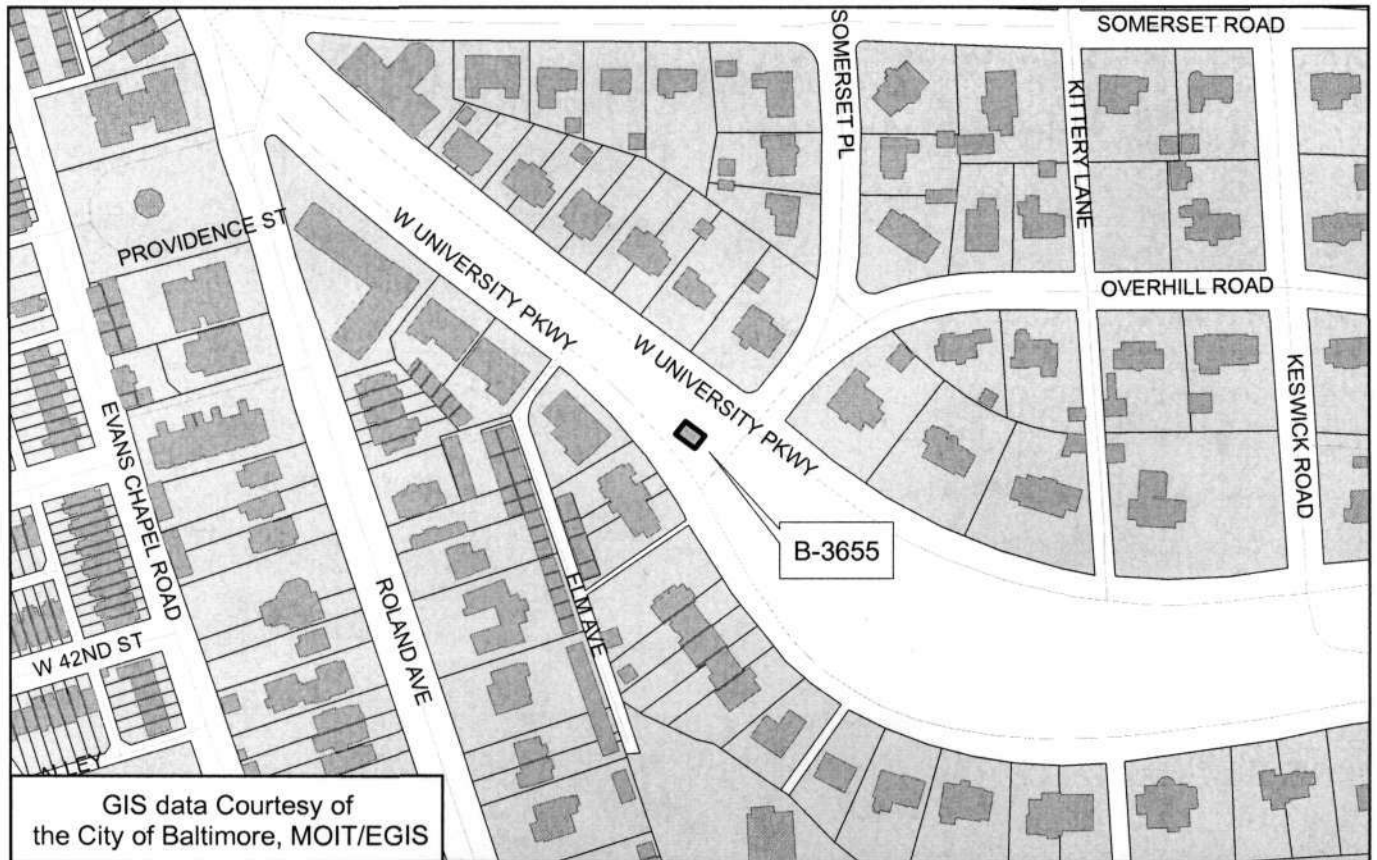 SOMERSET ROAD
SOMERSET PL
KITTERY LANE
PROVIDENCE ST
W UNIVERSITY PKWY
OVERHILL ROAD
W UNIVERSITY PKWY
KESWICK ROAD
EVANS CHAPEL ROAD
B-3655
ROLAND AVE
ELM AVE
W 42ND ST
ALLEY
GIS data Courtesy of
the City of Baltimore, MOIT/EGIS